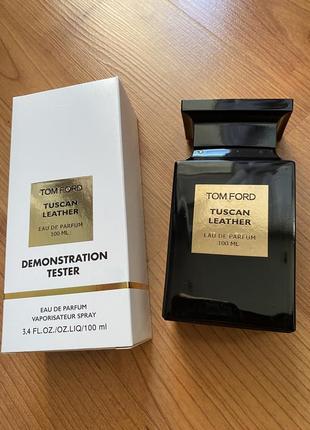 TOM FORD
TUSCAN
LEATHER
EAU DE PARFUM
100 ML
DEMONSTRATION
TESTER
EAU DE PARFUM
VAPORISATEUR SPRAY
3.4 FL.OZ./OZ.LIQ/100 ml
TOM FORD
TUSCAN
LEATHER
EAU DE PARFUM
100 ML